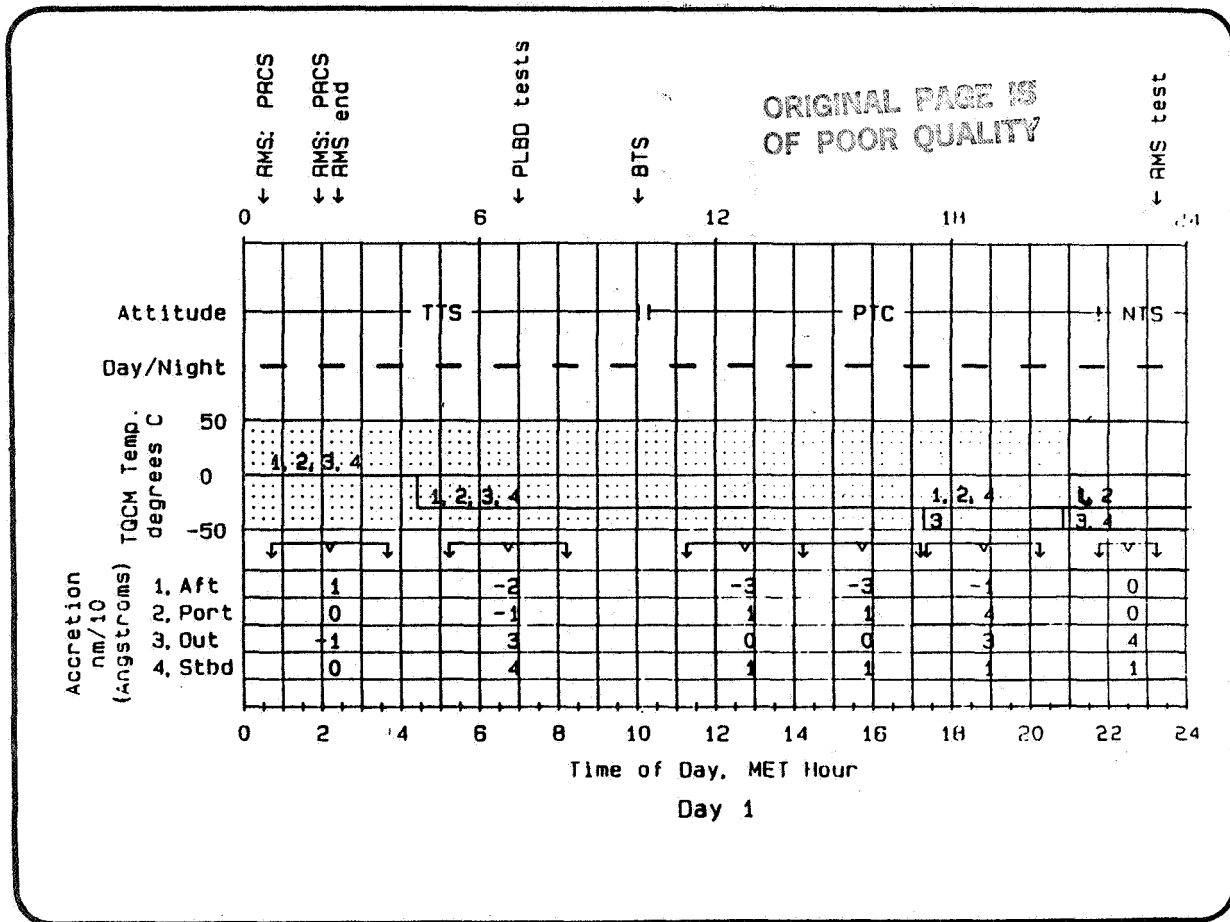 RMS: PRCS
RMS: PRCS
RMS end
PLBD tests
BTS
RMS test
ORIGINAL PAGE IS
OF POOR QUALITY
0 6 12 18 24
Attitude TTS PTC NTS
Day/Night
TQCM Temp.
degrees C
50
0
-50
1, 2, 3, 4
1, 2, 3, 4
1, 2, 4
3
1, 2
3, 4
Accretion
nm/10
(Angstroms)
1, Aft 1 -2 -3 -3 -1 0
2, Port 0 -1 1 1 4 0
3, Out -1 3 0 0 3 4
4, Stbd 0 4 1 1 1 1
0 2 4 6 8 10 12 14 16 18 20 22 24
Time of Day, MET Hour
Day 1